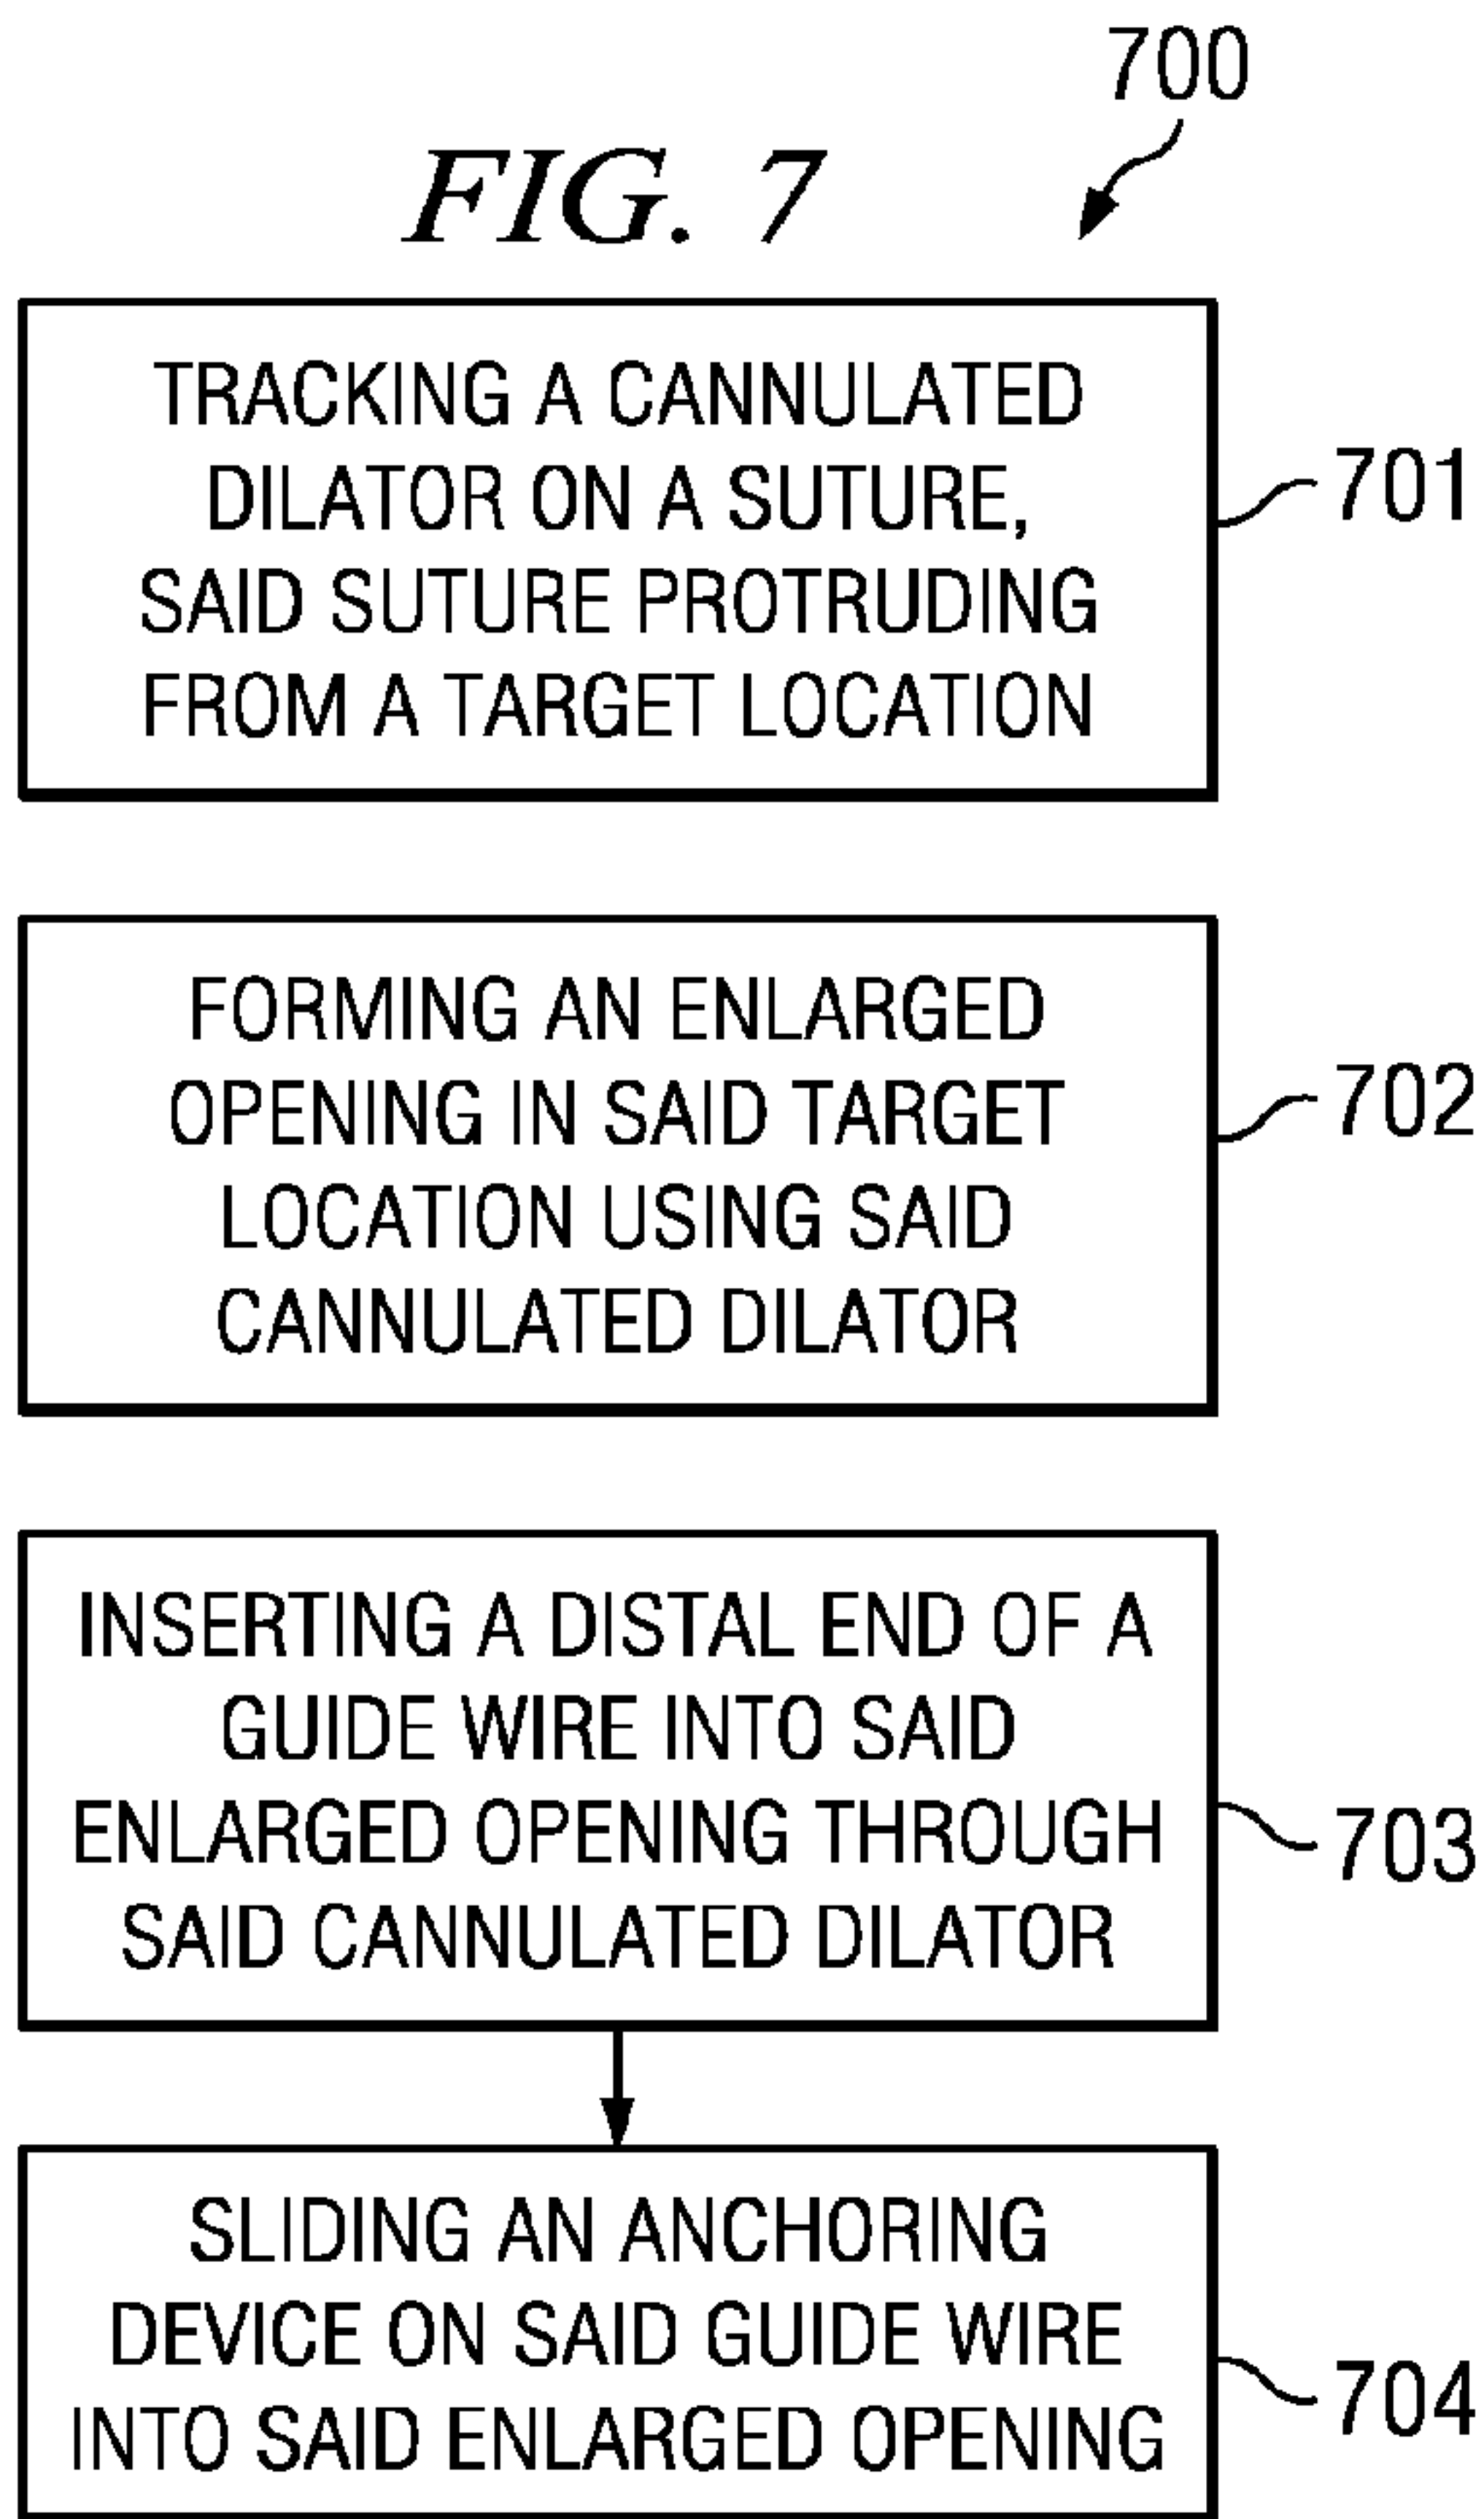 700
FIG. 7
TRACKING A CANNULATED
DILATOR ON A SUTURE,
SAID SUTURE PROTRUDING
FROM A TARGET LOCATION
701
FORMING AN ENLARGED
OPENING IN SAID TARGET
LOCATION USING SAID
CANNULATED DILATOR
702
INSERTING A DISTAL END OF A
GUIDE WIRE INTO SAID
ENLARGED OPENING THROUGH
SAID CANNULATED DILATOR
703
SLIDING AN ANCHORING
DEVICE ON SAID GUIDE WIRE
INTO SAID ENLARGED OPENING
704